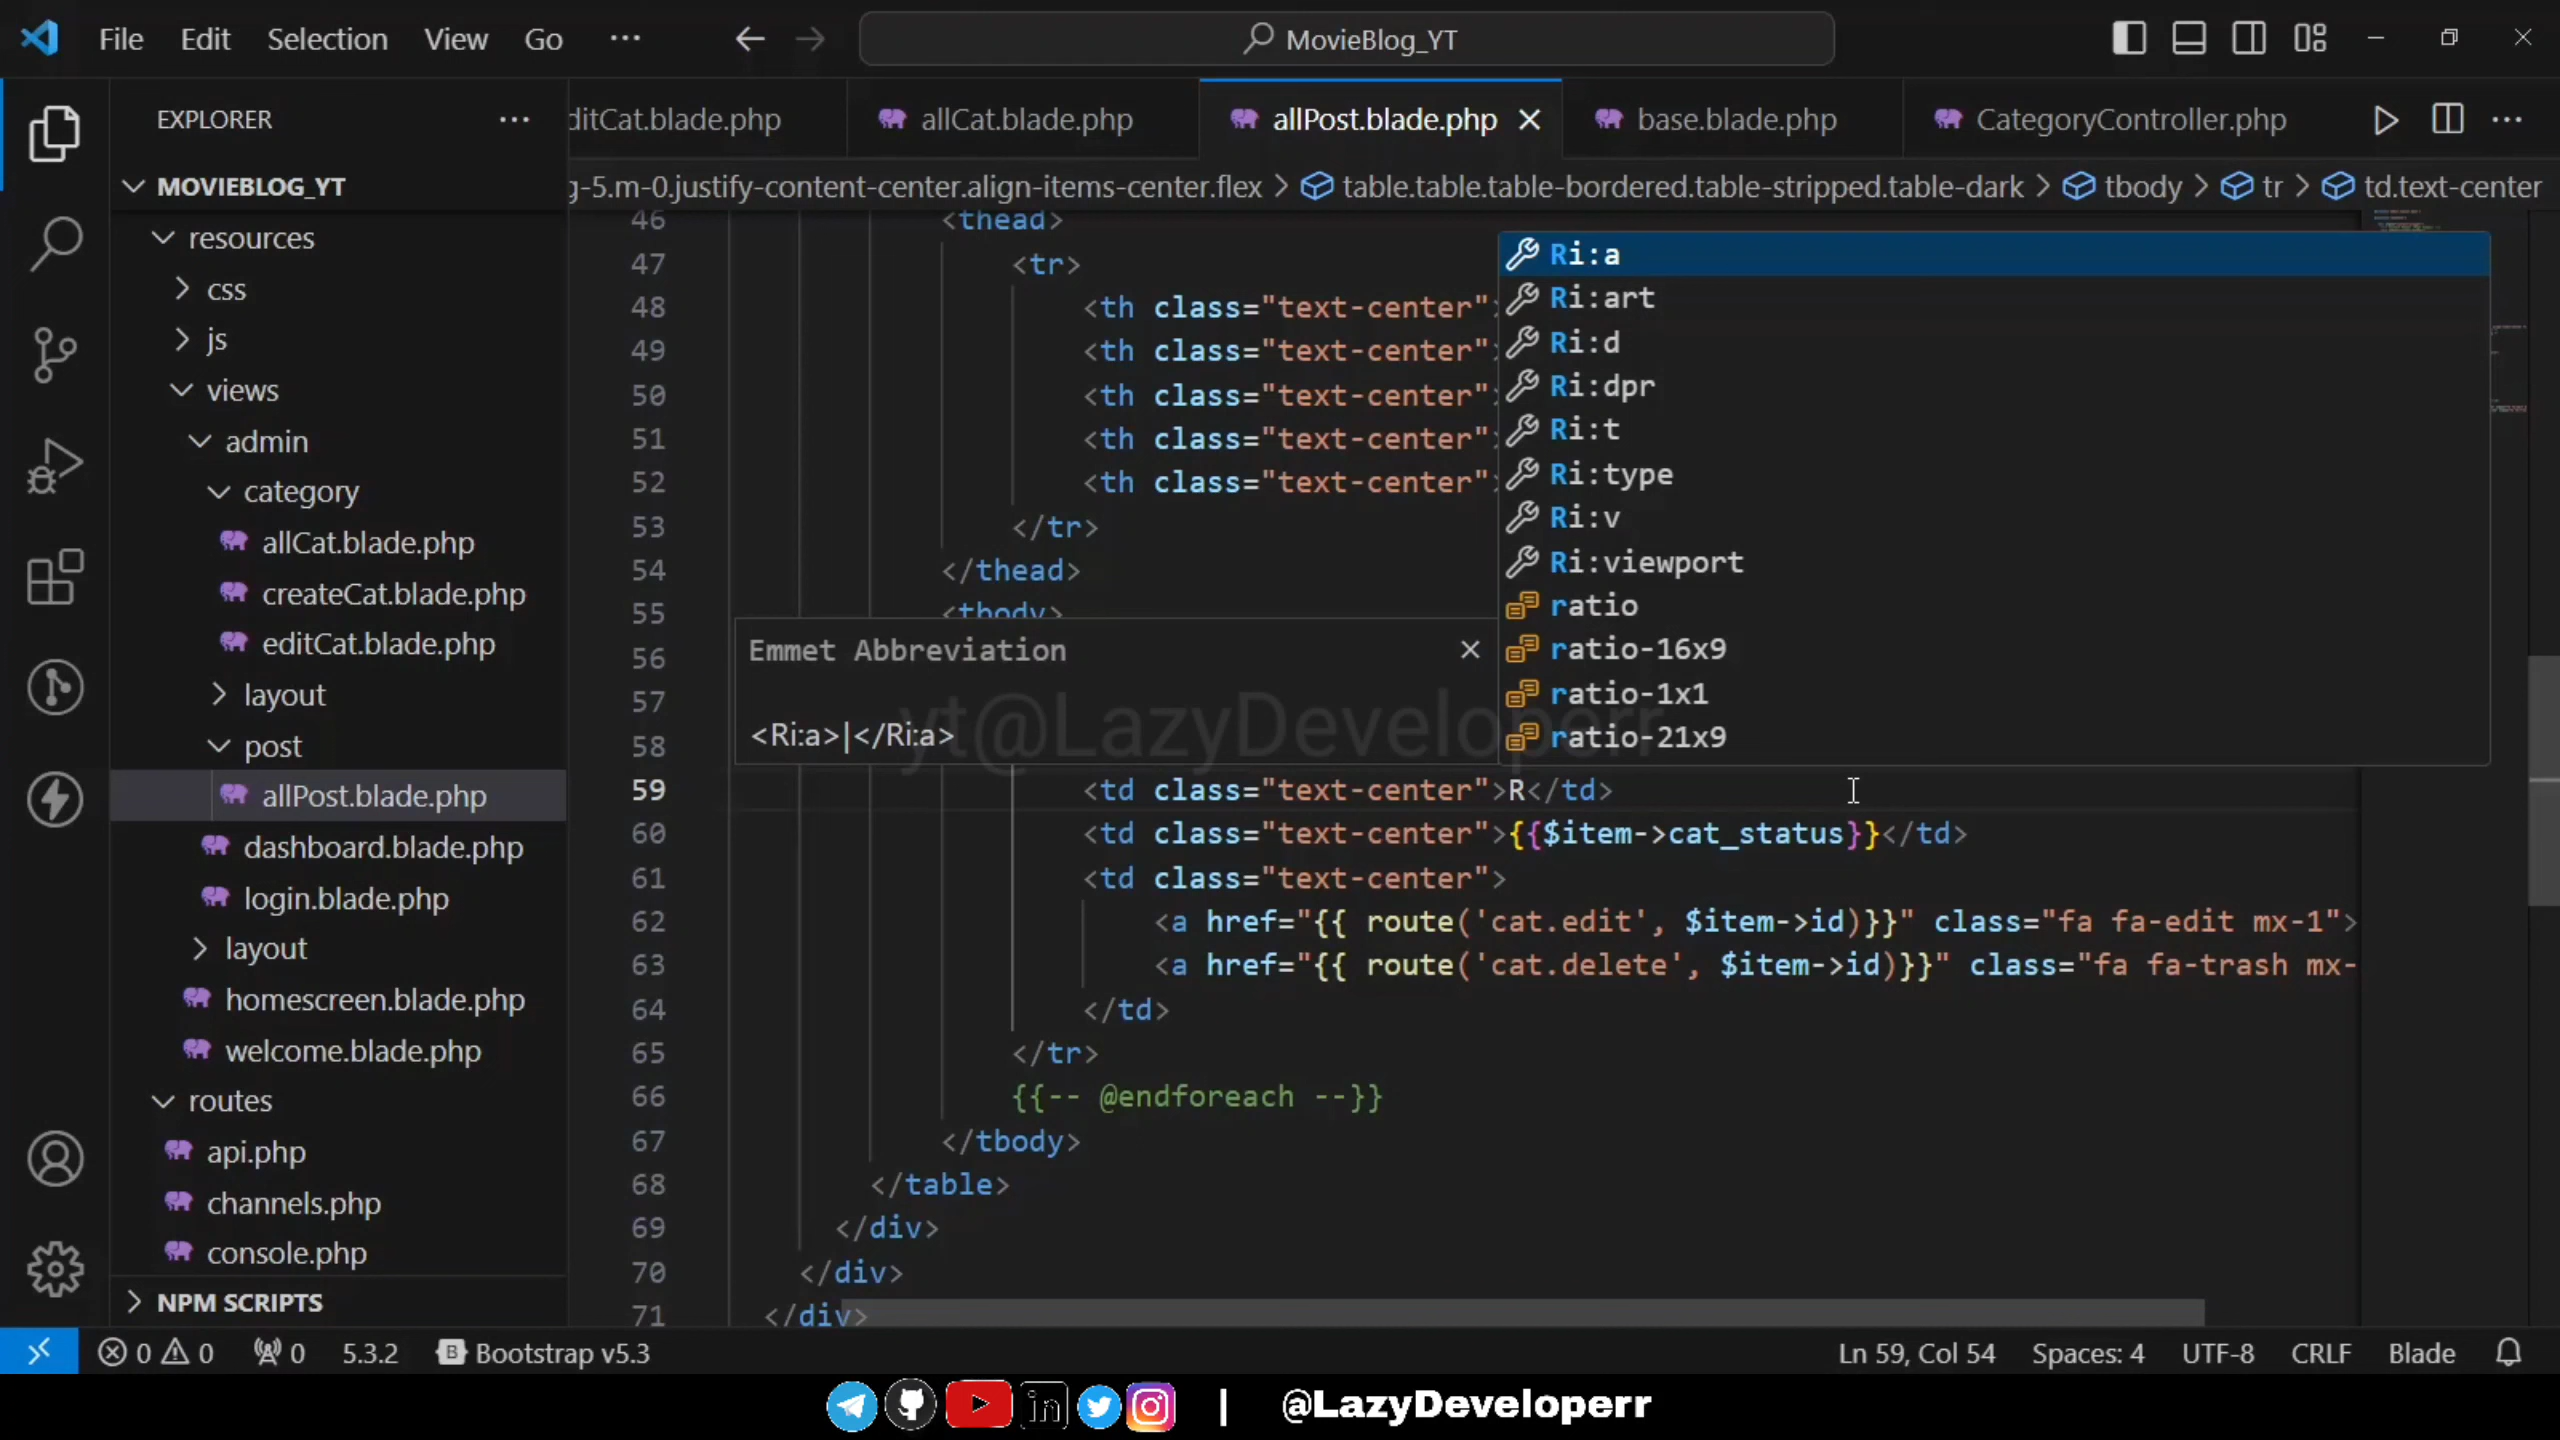 File Edit Selection View Go ··· MovieBlog_YT
EXPLORER ···
MOVIEBLOG_YT
resources
css
js
views
admin
category
allCat.blade.php
createCat.blade.php
editCat.blade.php
layout
post
allPost.blade.php
dashboard.blade.php
login.blade.php
layout
homescreen.blade.php
welcome.blade.php
routes
api.php
channels.php
console.php
NPM SCRIPTS
ditCat.blade.php allCat.blade.php allPost.blade.php base.blade.php CategoryController.php
g-5.m-0.justify-content-center.align-items-center.flex > table.table.table-bordered.table-stripped.table-dark > tbody > tr > td.text-center
46 <thead>
47 <tr>
48 <th class="text-center">
49 <th class="text-center">
50 <th class="text-center">
51 <th class="text-center">
52 <th class="text-center">
53 </tr>
54 </thead>
55 <tbody>
56
57
58
59 <td class="text-center">R</td>
60 <td class="text-center">{{$item->cat_status}}</td>
61 <td class="text-center">
62 <a href="{{ route('cat.edit', $item->id)}}" class="fa fa-edit mx-1">
63 <a href="{{ route('cat.delete', $item->id)}}" class="fa fa-trash mx-
64 </td>
65 </tr>
66 {{-- @endforeach --}}
67 </tbody>
68 </table>
69 </div>
70 </div>
71 </div>
Ri:a
Ri:art
Ri:d
Ri:dpr
Ri:t
Ri:type
Ri:v
Ri:viewport
ratio
ratio-16x9
ratio-1x1
ratio-21x9
Emmet Abbreviation
<Ri:a>|</Ri:a>
yt@LazyDeveloperr
0 0 0 5.3.2 B Bootstrap v5.3 Ln 59, Col 54 Spaces: 4 UTF-8 CRLF Blade
in | @LazyDeveloperr